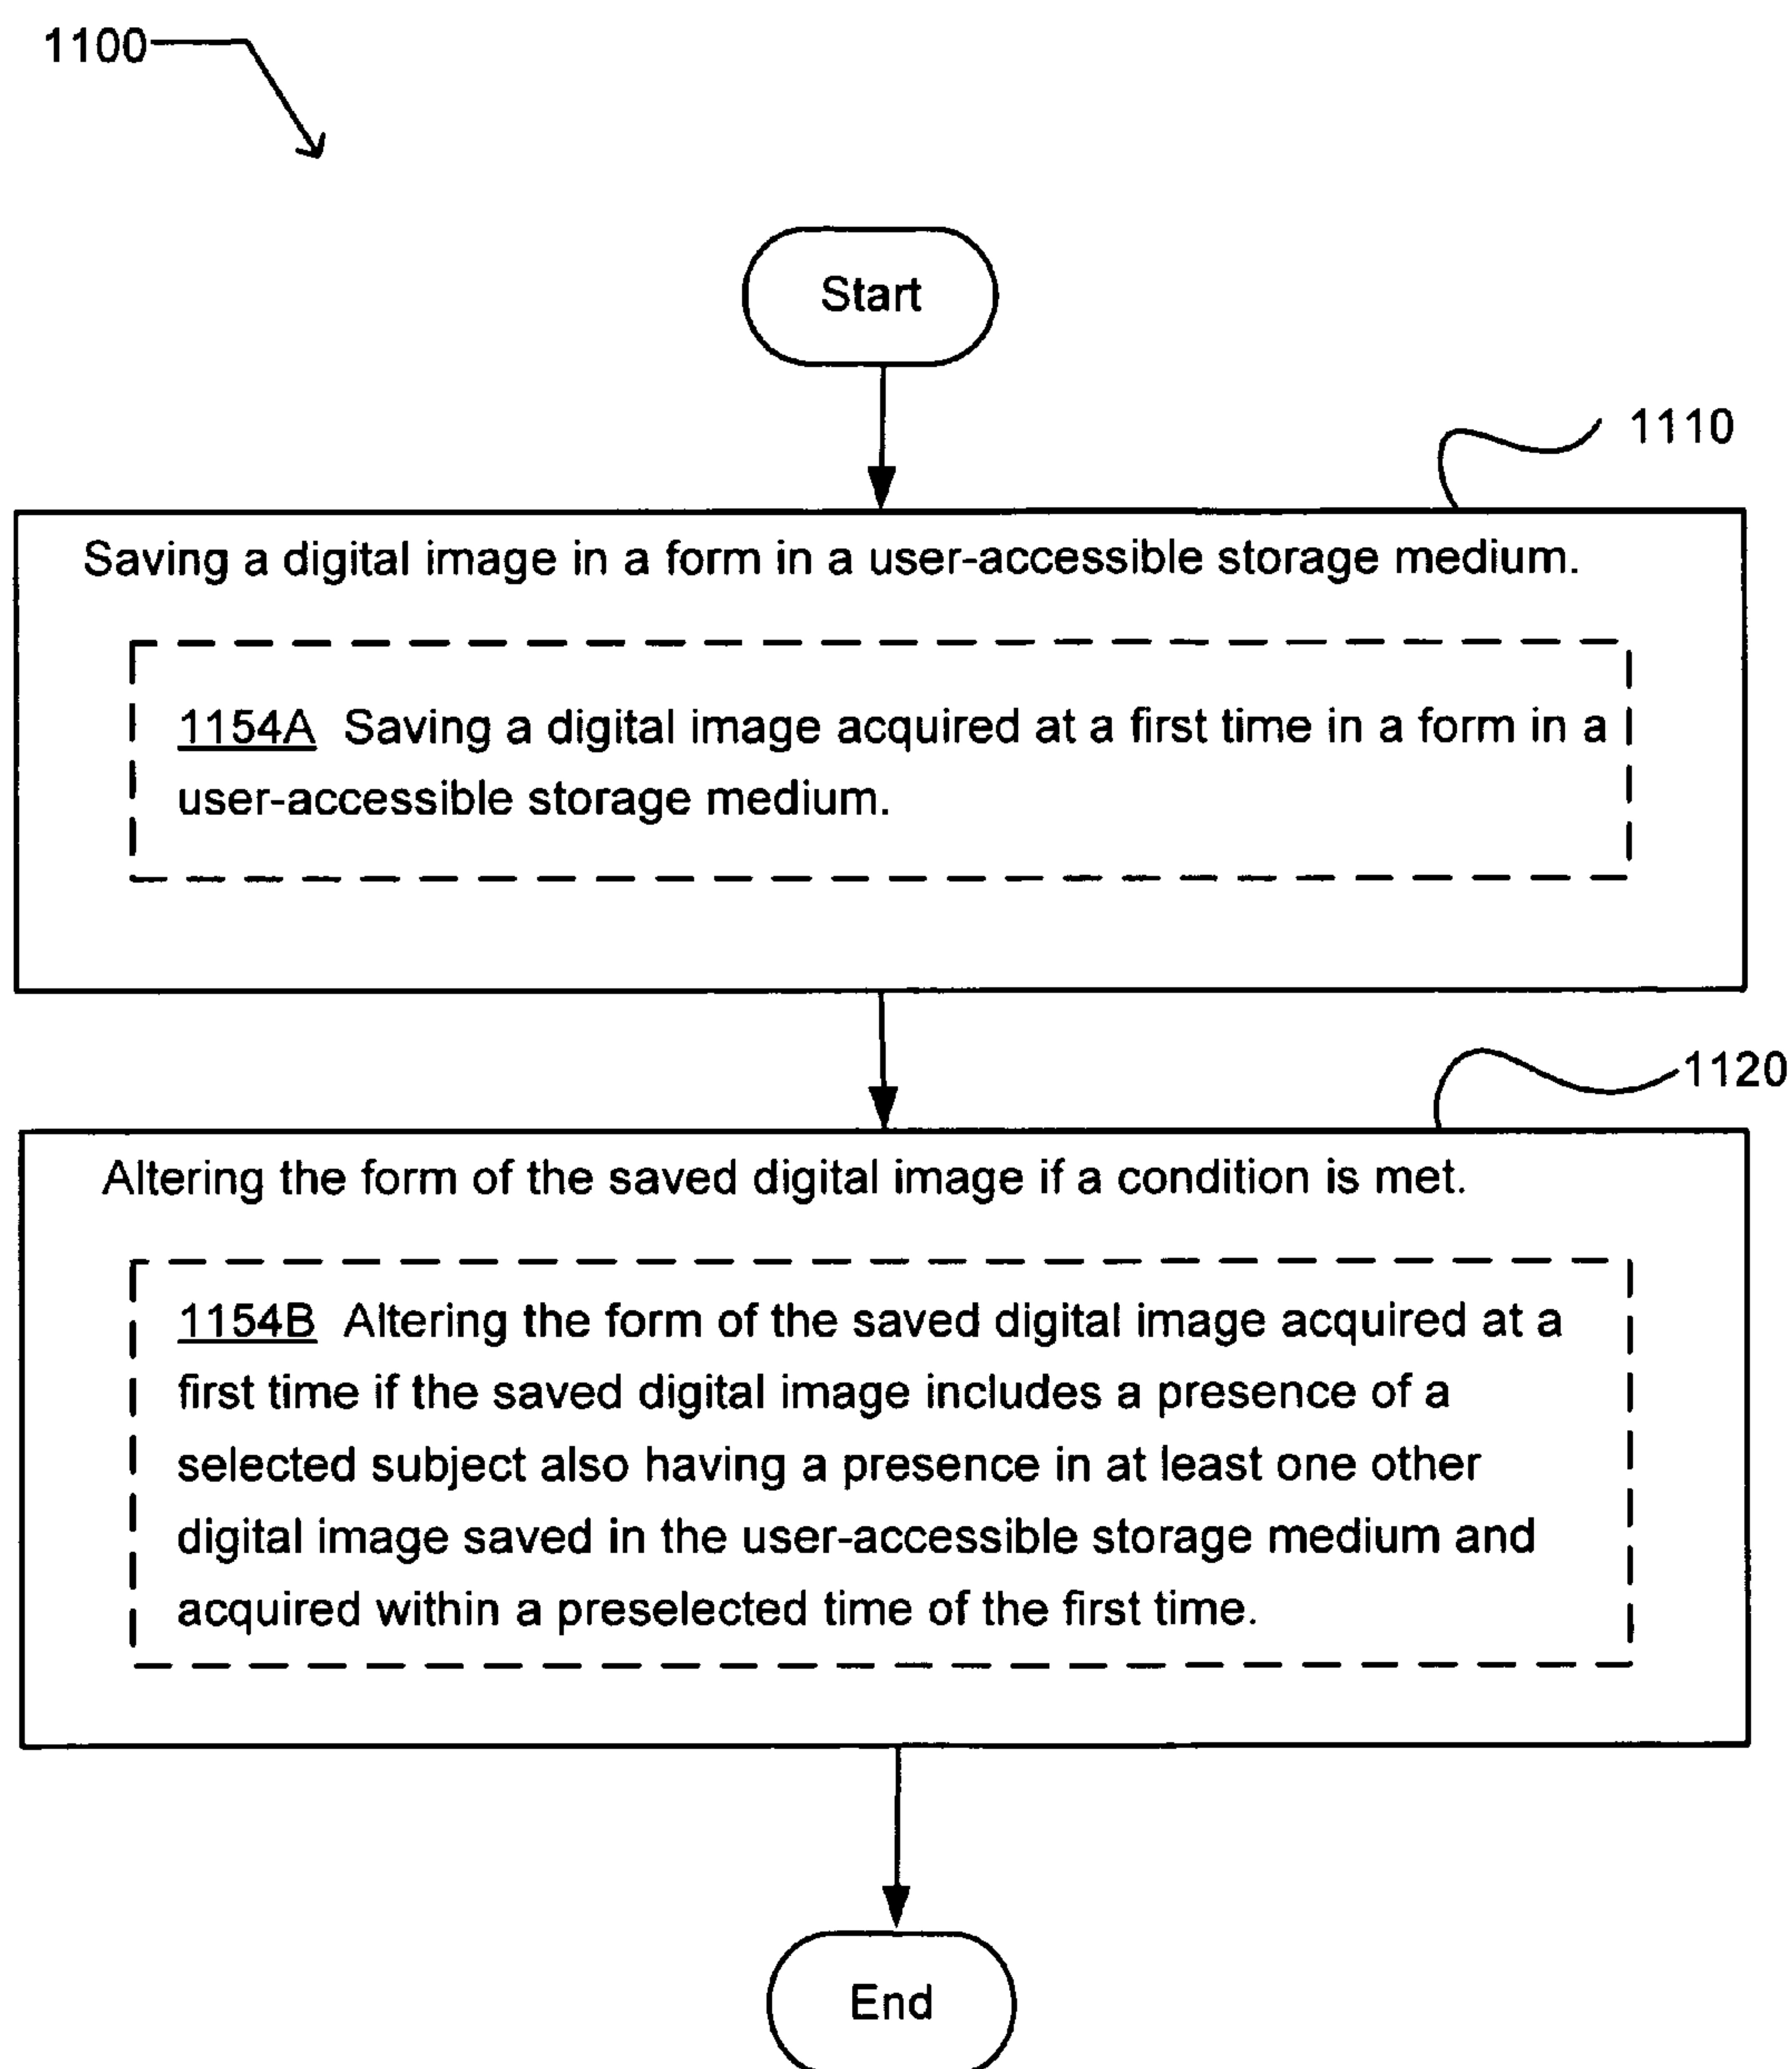 1100
Start
1110
Saving a digital image in a form in a user-accessible storage medium.
1154A Saving a digital image acquired at a first time in a form in a
user-accessible storage medium.
1120
Altering the form of the saved digital image if a condition is met.
1154B Altering the form of the saved digital image acquired at a
first time if the saved digital image includes a presence of a
selected subject also having a presence in at least one other
digital image saved in the user-accessible storage medium and
acquired within a preselected time of the first time.
End